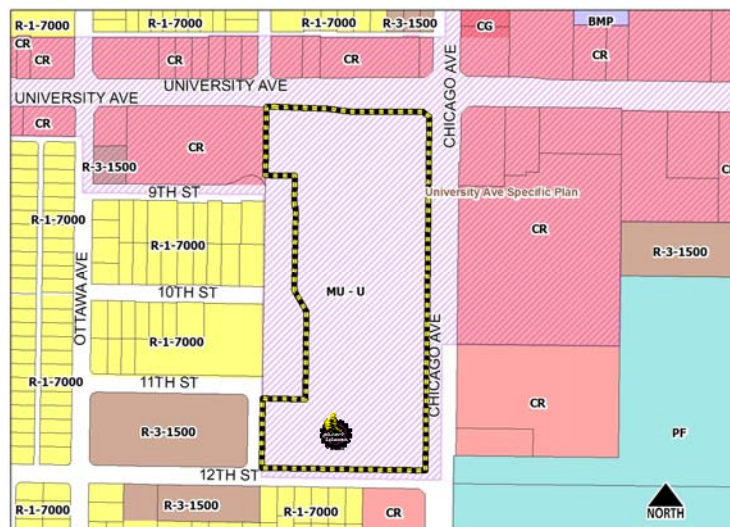 R-1-7000
R-1-7000
R-1-7000
R-3-1500
CG
BMP
CR
CR
CR
CR
CR
UNIVERSITY AVE
UNIVERSITY AVE
CHICAGO AVE
CR
CR
R-3-1500
9TH ST
University Ave Specific Plan
R-1-7000
R-1-7000
CR
R-3-1500
OTTAWA AVE
10TH ST
MU - U
R-1-7000
CHICAGO AVE
R-1-7000
11TH ST
CR
R-3-1500
PF
12TH ST
R-1-7000
R-3-1500
R-1-7000
CR
NORTH